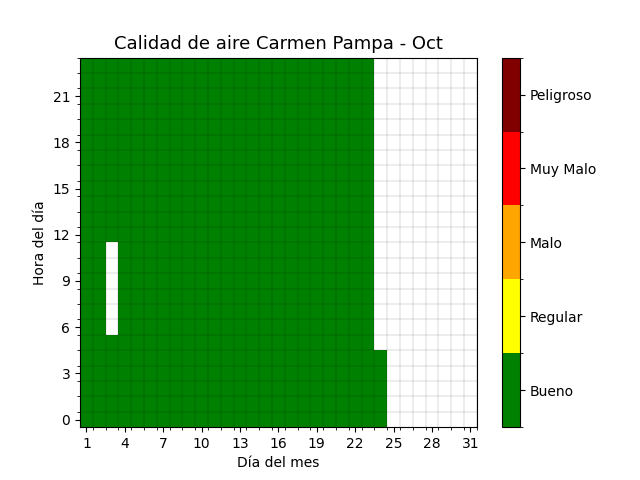 Calidad de aire Carmen Pampa - Oct
Hora del día
21
18
15
12
9
6
3
0
1 4 7 10 13 16 19 22 25 28 31
Día del mes
Peligroso
Muy Malo
Malo
Regular
Bueno